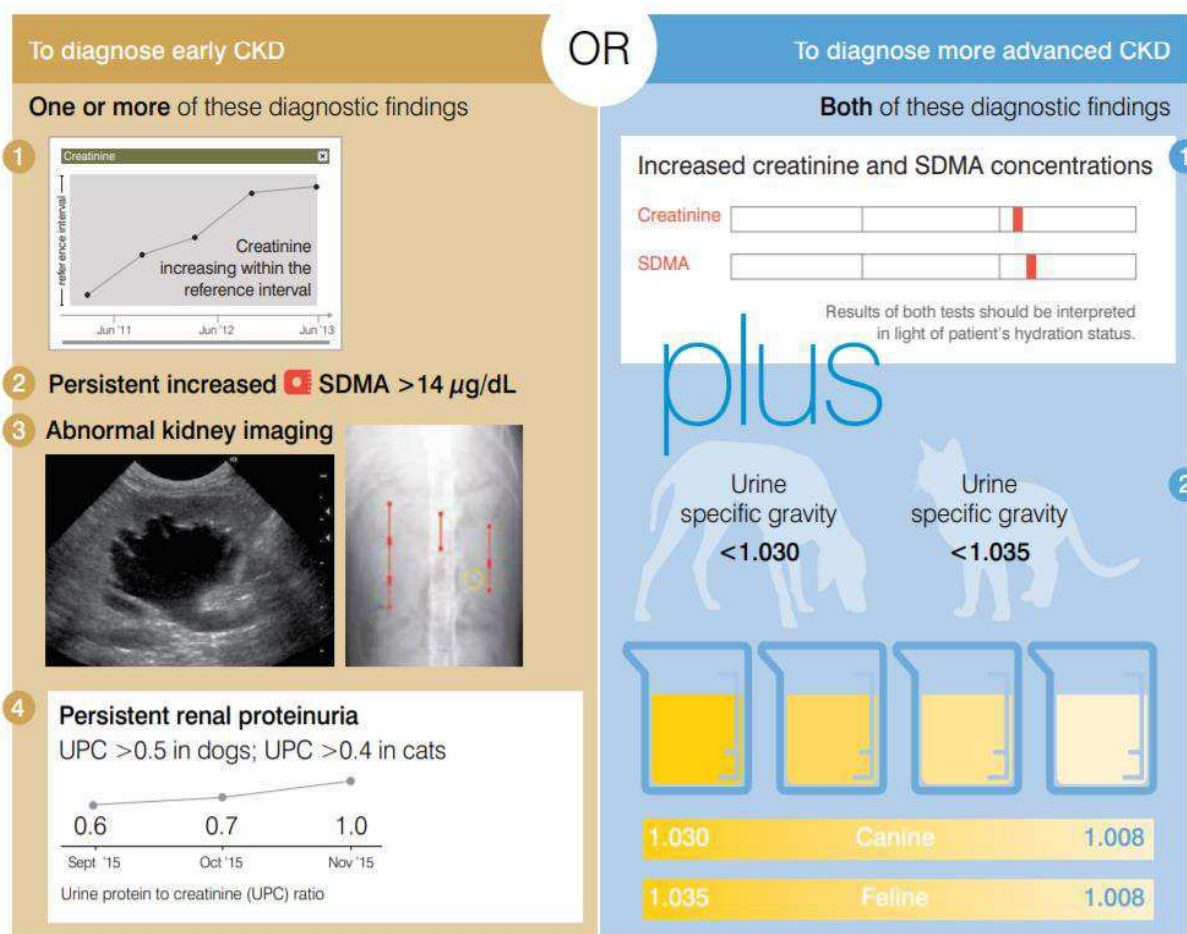 To diagnose early CKD
OR
To diagnose more advanced CKD
One or more of these diagnostic findings
1
Creatinine
reference interval
Creatinine
increasing within the
reference interval
Jun '11
Jun '12
Jun '13
2
Persistent increased SDMA >14 µg/dL
3
Abnormal kidney imaging
4
Persistent renal proteinuria
UPC >0.5 in dogs; UPC >0.4 in cats
0.6
0.7
1.0
Sept '15
Oct '15
Nov '15
Urine protein to creatinine (UPC) ratio
Both of these diagnostic findings
1
Increased creatinine and SDMA concentrations
Creatinine
SDMA
Results of both tests should be interpreted
in light of patient's hydration status.
plus
2
Urine
specific gravity
<1.030
Urine
specific gravity
<1.035
1.030 Canine 1.008
1.035 Feline 1.008